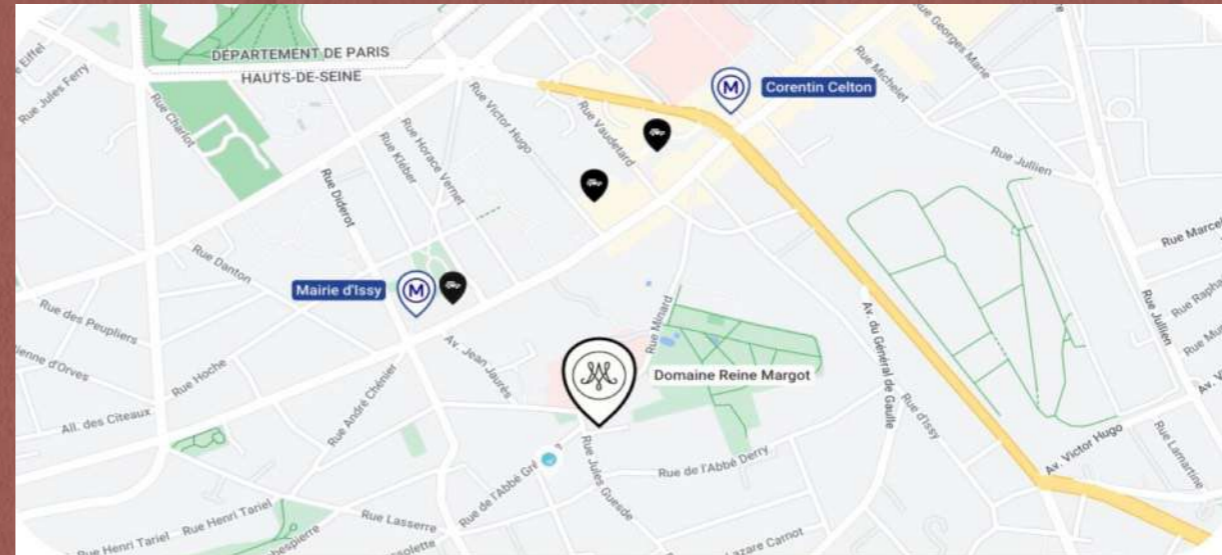 DÉPARTEMENT DE PARIS
HAUTS-DE-SEINE
Rue Jules Ferry
Rue Charlot
Rue Diderot
Rue Kléber
Rue Horace Vernet
Rue Victor Hugo
Rue Vaudetard
M
Corentin Celton
Rue Georges Marie
Rue Michelet
Rue Jullien
Rue Danton
Rue des Peupliers
Mairie d'Issy
M
Rue Hoche
All. des Citeaux
Rue André Chénier
Av. Jean Jaurès
Rue Minard
Domaine Reine Margot
Av. du Général de Gaulle
Rue d'Issy
Rue Jullien
Av. Victor Hugo
Rue Lamartine
Rue de l'Abbé Derry
Rue de l'Abbé Gré
Rue Jules Guesde
Rue Lasserre
Rue Henri Tariel
Rue Henri Tariel